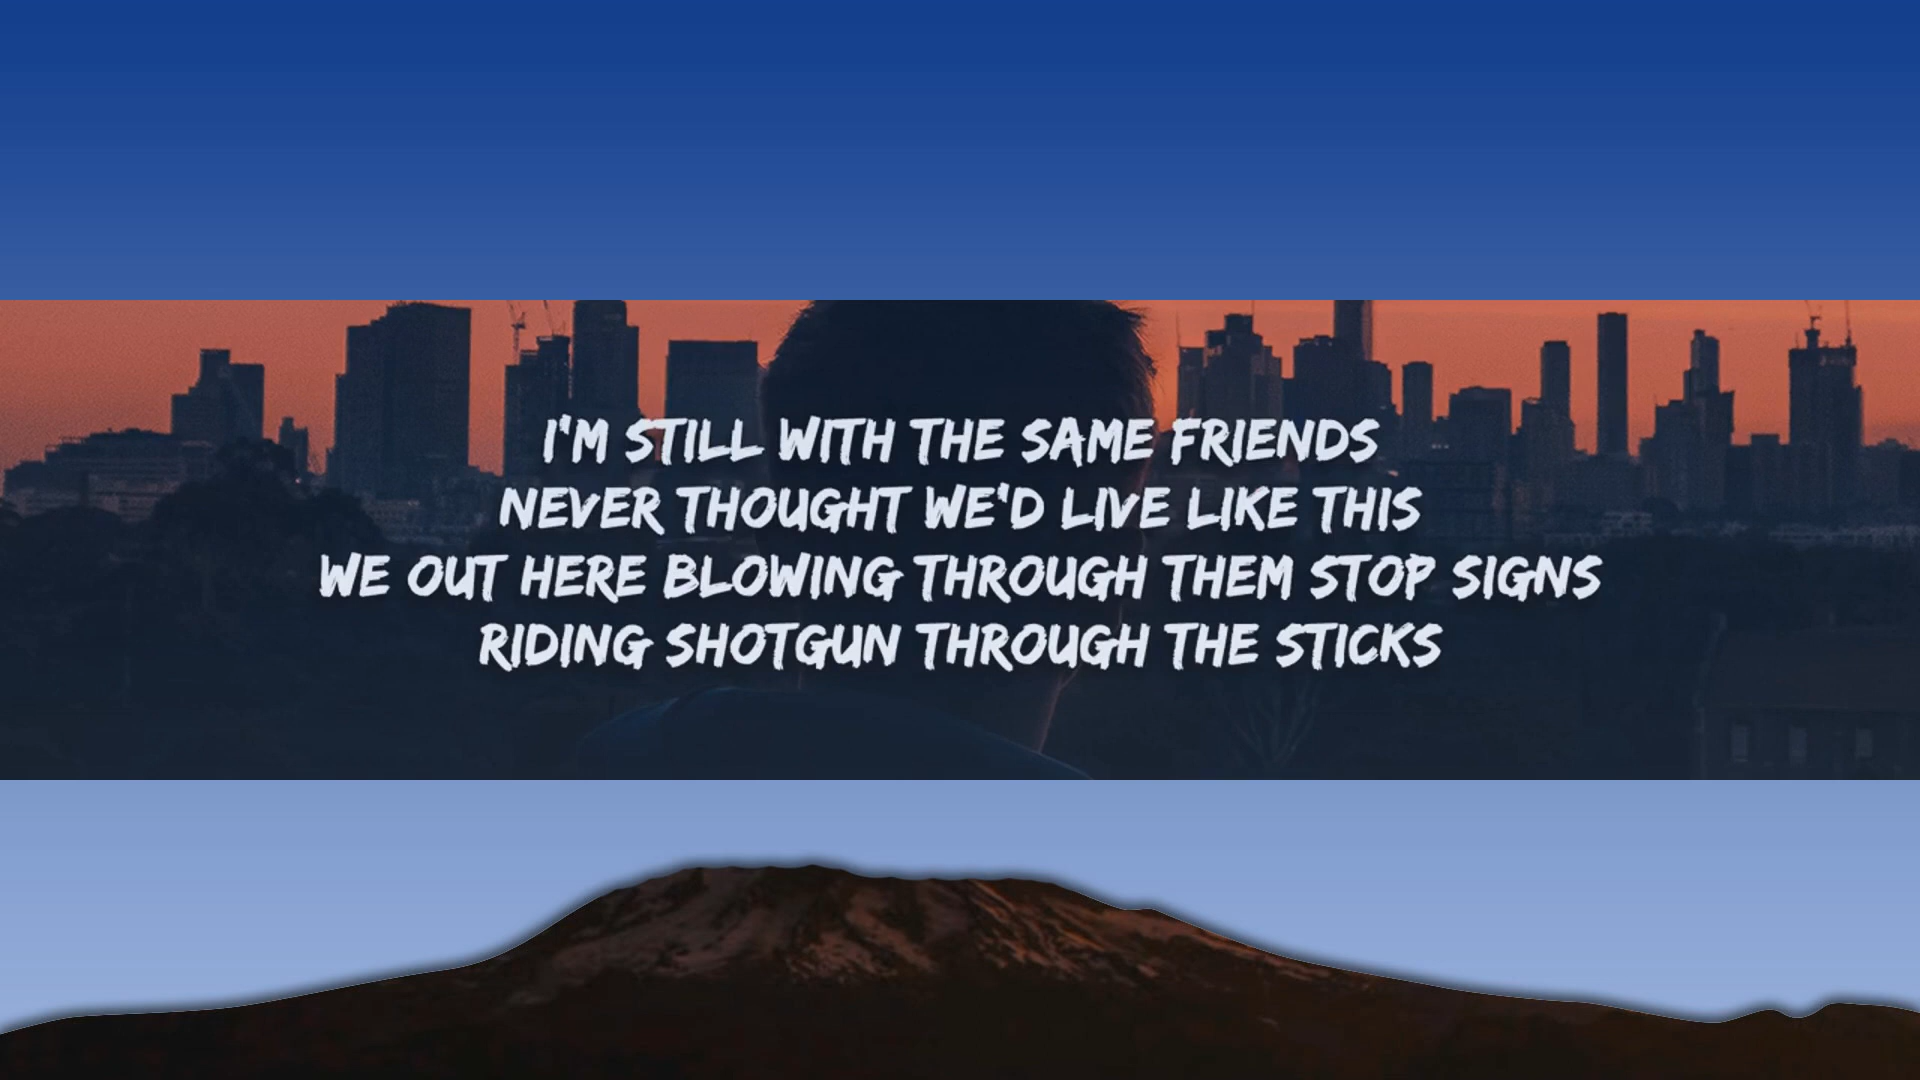 I'M STILL WITH THE SAME FRIENDS
NEVER THOUGHT WE'D LIVE LIKE THIS
WE OUT HERE BLOWING THROUGH THEM STOP SIGNS
RIDING SHOTGUN THROUGH THE STICKS